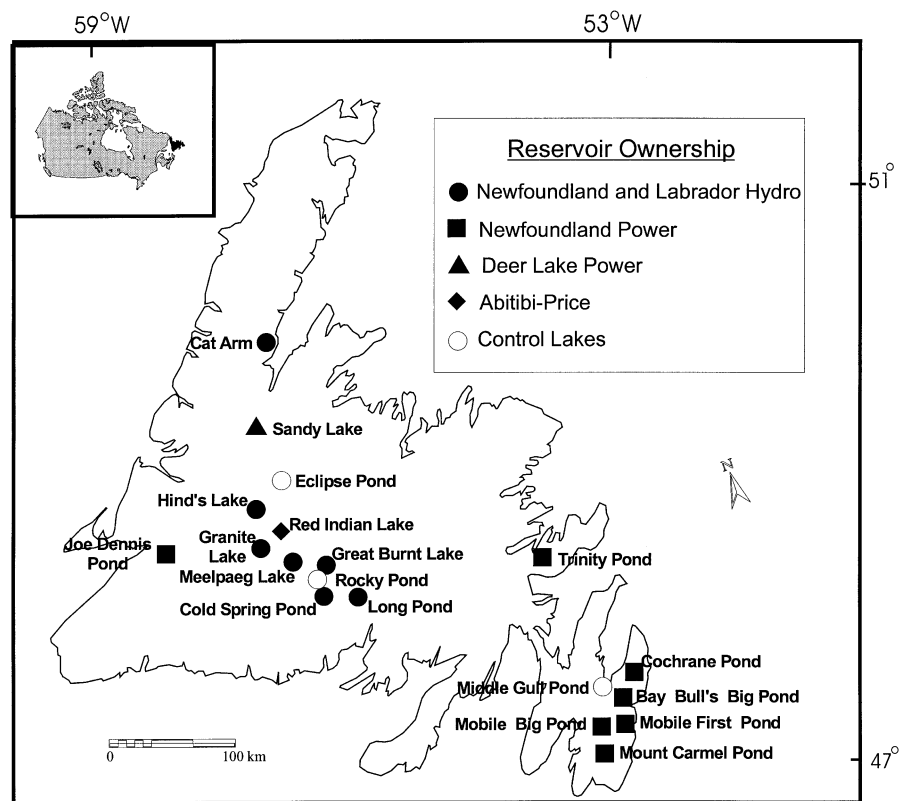 59°W
53°W
Reservoir Ownership
51°
Newfoundland and Labrador Hydro
Newfoundland Power
Deer Lake Power
Abitibi-Price
Control Lakes
Cat Arm
Sandy Lake
Eclipse Pond
Hind's Lake
Red Indian Lake
Granite
Lake
Joe Dennis
Pond
Great Burnt Lake
Meelpaeg Lake
Rocky Pond
Cold Spring Pond
Long Pond
N
Trinity Pond
Cochrane Pond
Middle Gull Pond
Bay Bull's Big Pond
Mobile Big Pond
Mobile First Pond
Mount Carmel Pond
0
100 km
47°